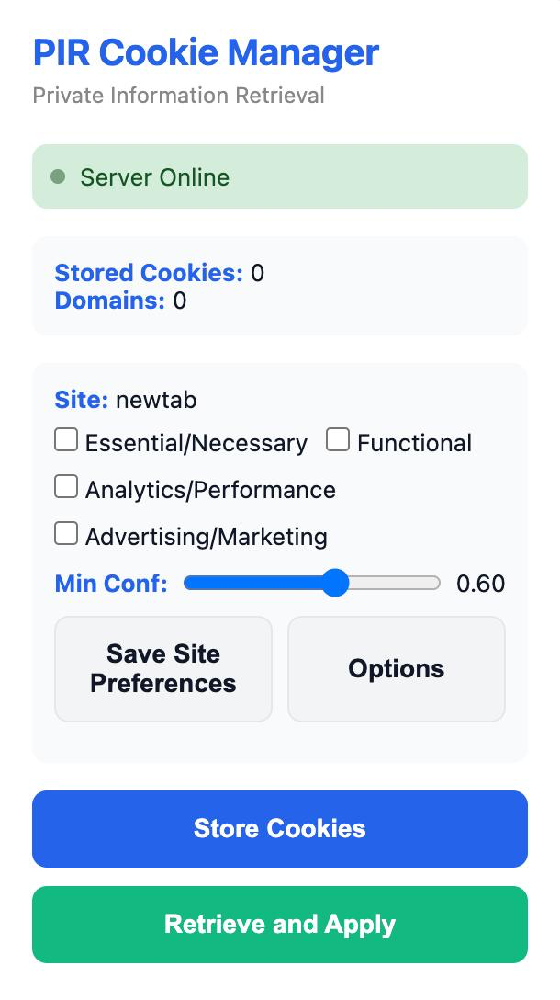 PIR Cookie Manager
Private Information Retrieval
Server Online
Stored Cookies: 0
Domains: 0
Site: newtab
Essential/Necessary Functional
Analytics/Performance
Advertising/Marketing
Min Conf: 0.60
Save Site
Preferences
Options
Store Cookies
Retrieve and Apply